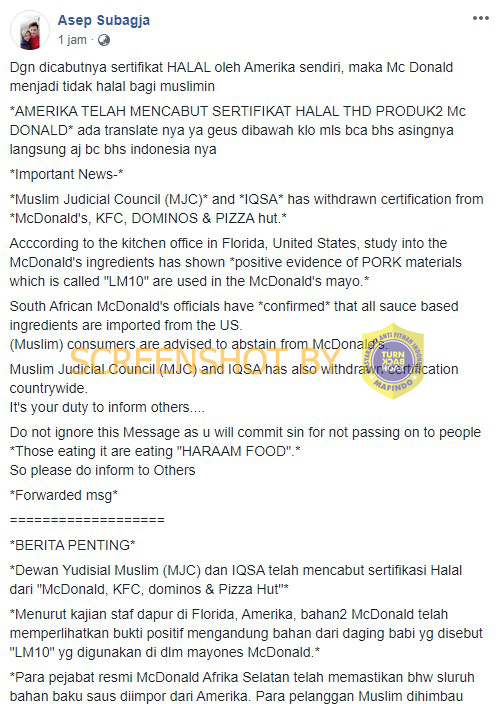 Asep Subagja
1 jam ·
Dgn dicabutnya sertifikat HALAL oleh Amerika sendiri, maka Mc Donald
menjadi tidak halal bagi muslimin
*AMERIKA TELAH MENCABUT SERTIFIKAT HALAL THD PRODUK2 Mc
DONALD* ada translate nya ya geus dibawah klo mls bca bhs asingnya
langsung aj bc bhs indonesia nya
*Important News-*
*Muslim Judicial Council (MJC)* and *IQSA* has withdrawn certification from
*McDonald's, KFC, DOMINOS & PIZZA hut.*
Acccording to the kitchen office in Florida, United States, study into the
McDonald's ingredients has shown *positive evidence of PORK materials
which is called "LM10" are used in the McDonald's mayo.*
South African McDonald's officials have *confirmed* that all sauce based
ingredients are imported from the US.
(Muslim) consumers are advised to abstain from McDonald's.
SCREENSHOT BY
TURN BACK HOAX
MAFINDO
Muslim Judicial Council (MJC) and IQSA has also withdrawn certification
countrywide.
It's your duty to inform others....
Do not ignore this Message as u will commit sin for not passing on to people
*Those eating it are eating "HARAAM FOOD".*
So please do inform to Others
*Forwarded msg*
===================
*BERITA PENTING*
*Dewan Yudisial Muslim (MJC) dan IQSA telah mencabut sertifikasi Halal
dari "McDonald, KFC, dominos & Pizza Hut"*
*Menurut kajian staf dapur di Florida, Amerika, bahan2 McDonald telah
memperlihatkan bukti positif mengandung bahan dari daging babi yg disebut
"LM10" yg digunakan di dlm mayones McDonald.*
*Para pejabat resmi McDonald Afrika Selatan telah memastikan bhw sluruh
bahan baku saus diimpor dari Amerika. Para pelanggan Muslim dihimbau